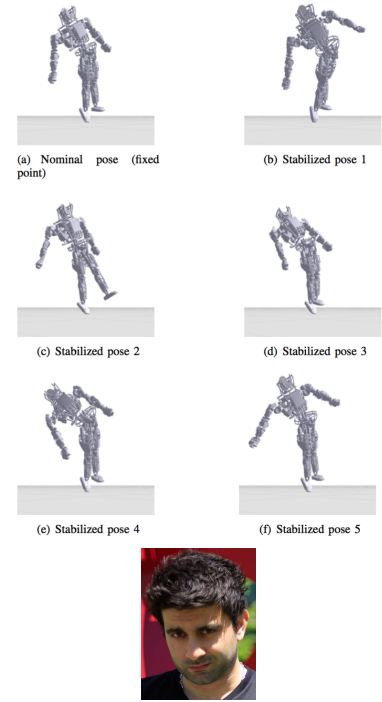 (a) Nominal pose (fixed
point)
(b) Stabilized pose 1
(c) Stabilized pose 2
(d) Stabilized pose 3
(e) Stabilized pose 4
(f) Stabilized pose 5